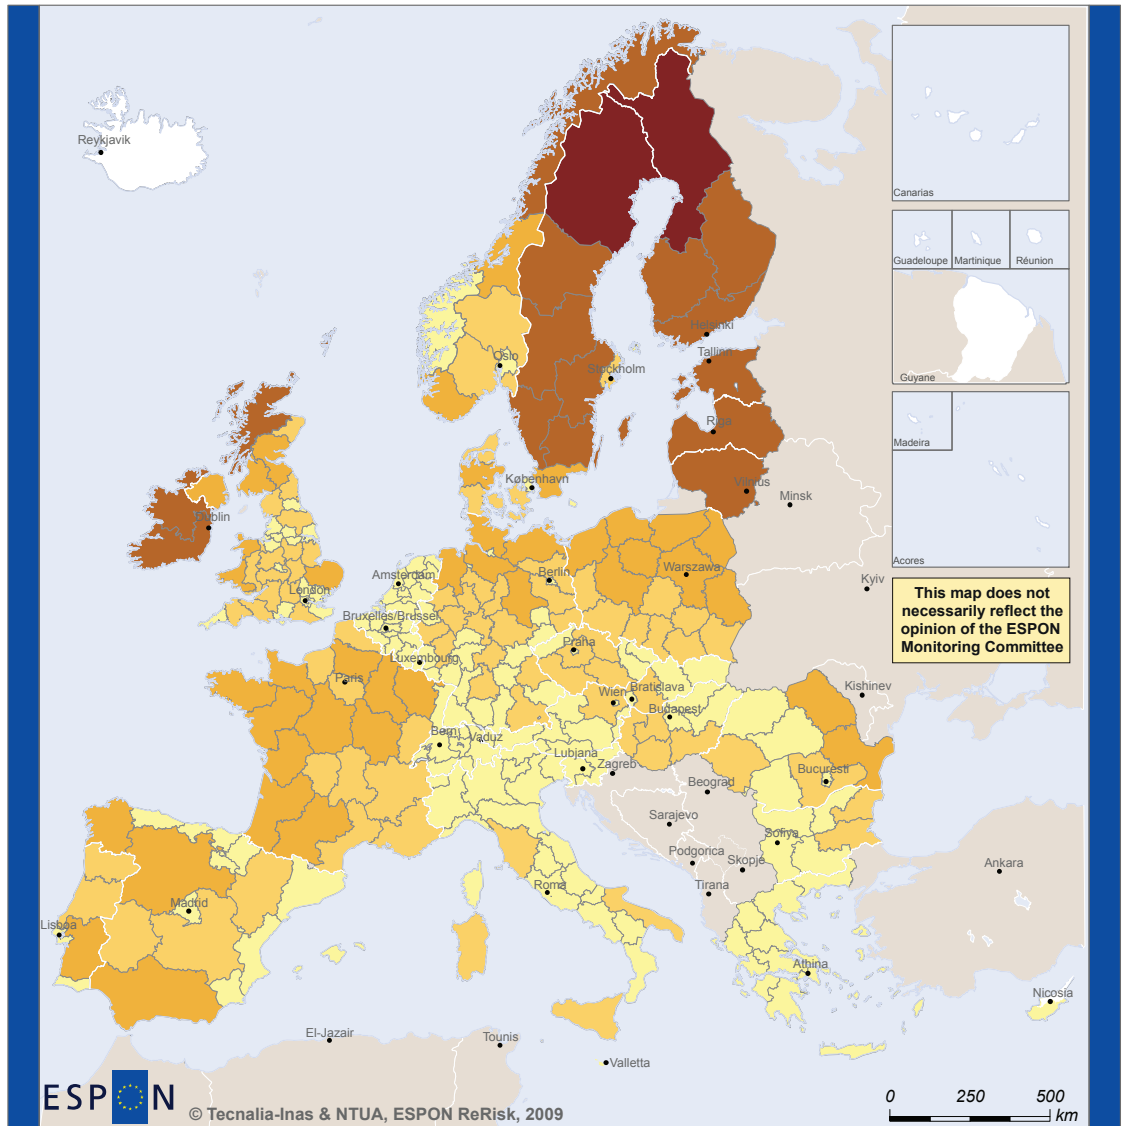 Reykjavik
Canarias
Guadeloupe
Martinique
Réunion
Guyane
Helsinki
Tallinn
Oslo
Stockholm
Riga
Madeira
København
Vilnius
Minsk
Dublin
Acores
Amsterdam
Berlin
Warszawa
Kyiv
London
This map does not
necessarily reflect the
opinion of the ESPON
Monitoring Committee
Bruxelles/Brussel
Praha
Luxembourg
Paris
Wien
Bratislava
Kishinev
Budapest
Bern
Vaduz
Lubjana
Zagreb
Bucuresti
Beograd
Sarajevo
Sofiya
Podgorica
Skopje
Ankara
Tirana
Roma
Madrid
Lisboa
Athina
Nicosia
El-Jazair
Tounis
Valletta
ESPON
© Tecnalia-Inas & NTUA, ESPON ReRisk, 2009
0 250 500
km